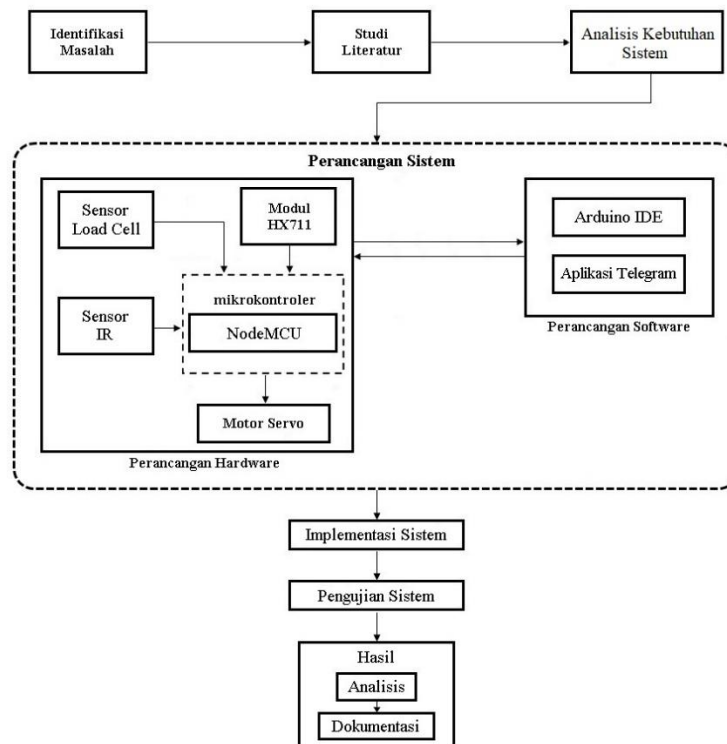 Identifikasi
Masalah
Studi
Literatur
Analisis Kebutuhan
Sistem
Perancangan Sistem
Sensor
Load Cell
Modul
HX711
Sensor
IR
mikrokontroler
NodeMCU
Motor Servo
Perancangan Hardware
Arduino IDE
Aplikasi Telegram
Perancangan Software
Implementasi Sistem
Pengujian Sistem
Hasil
Analisis
Dokumentasi